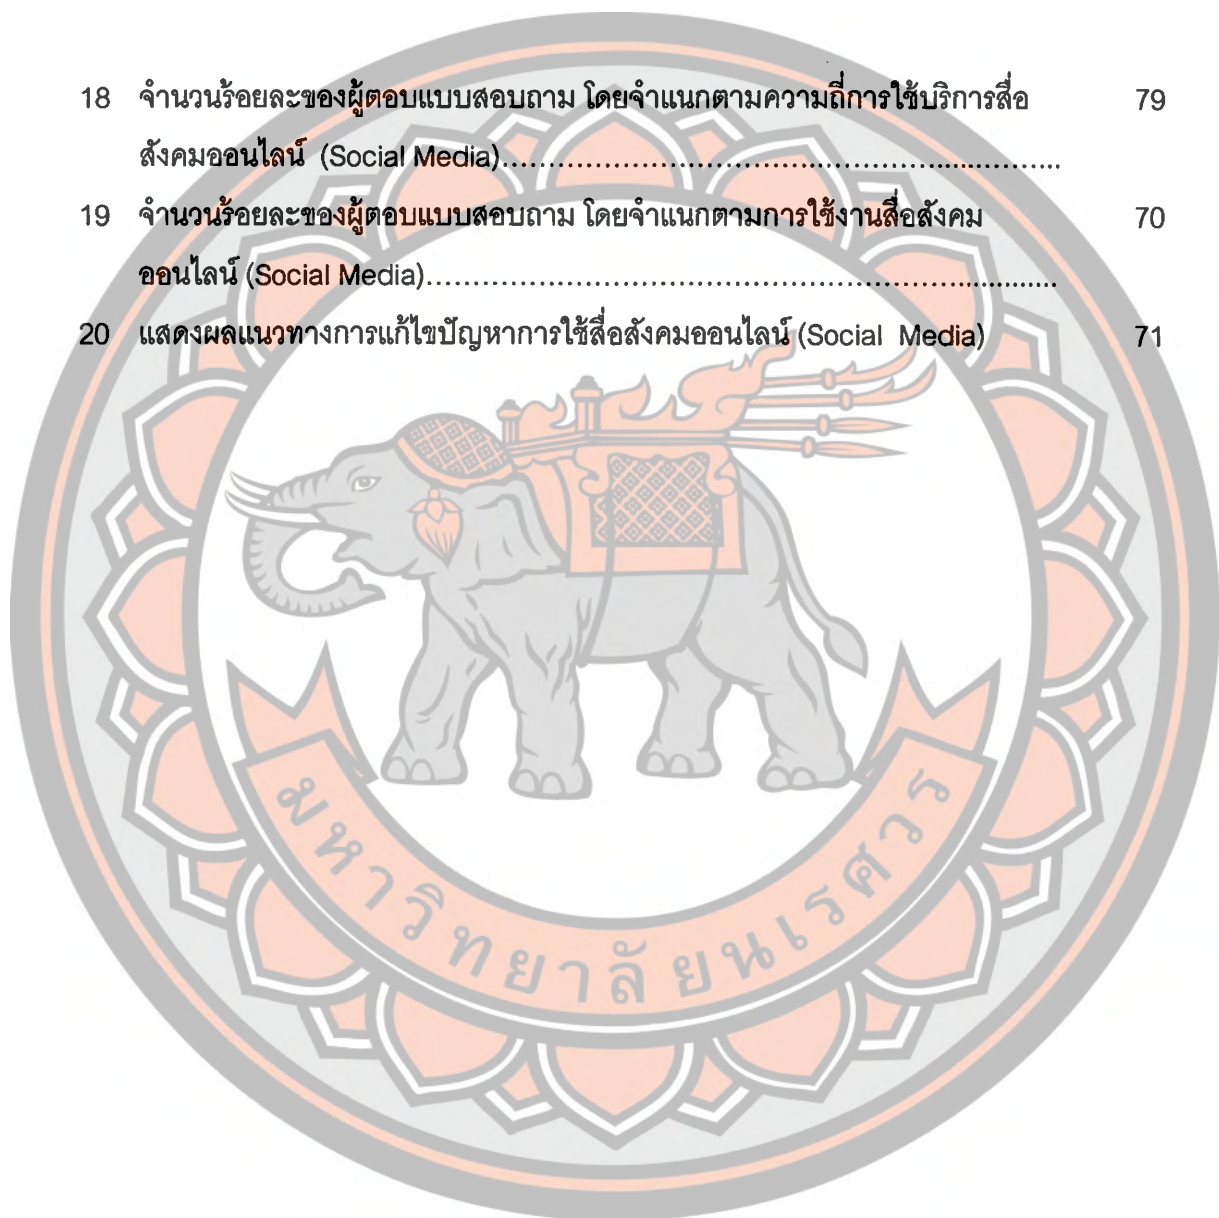 18 จำนวนร้อยละของผู้ตอบแบบสอบถาม โดยจำแนกตามความถี่การใช้บริการสื่อ 79
สังคมออนไลน์ (Social Media)..............................................................
19 จำนวนร้อยละของผู้ตอบแบบสอบถาม โดยจำแนกตามการใช้งานสื่อสังคม 70
ออนไลน์ (Social Media)......................................................................
20 แสดงผลแนวทางการแก้ไขปัญหาการใช้สื่อสังคมออนไลน์ (Social Media) 71
มหาวิทยาลัยนเรศวร